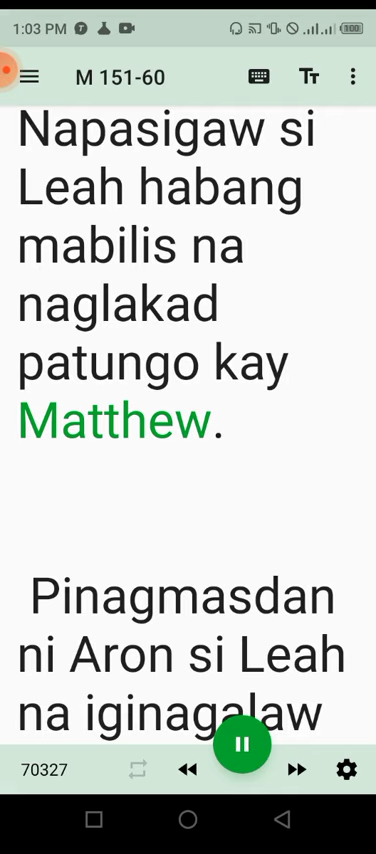 1:03 PM
100
M 151-60
Napasigaw si
Leah habang
mabilis na
naglakad
patungo kay
Matthew.
Pinagmasdan
ni Aron si Leah
na iginagalaw
70327